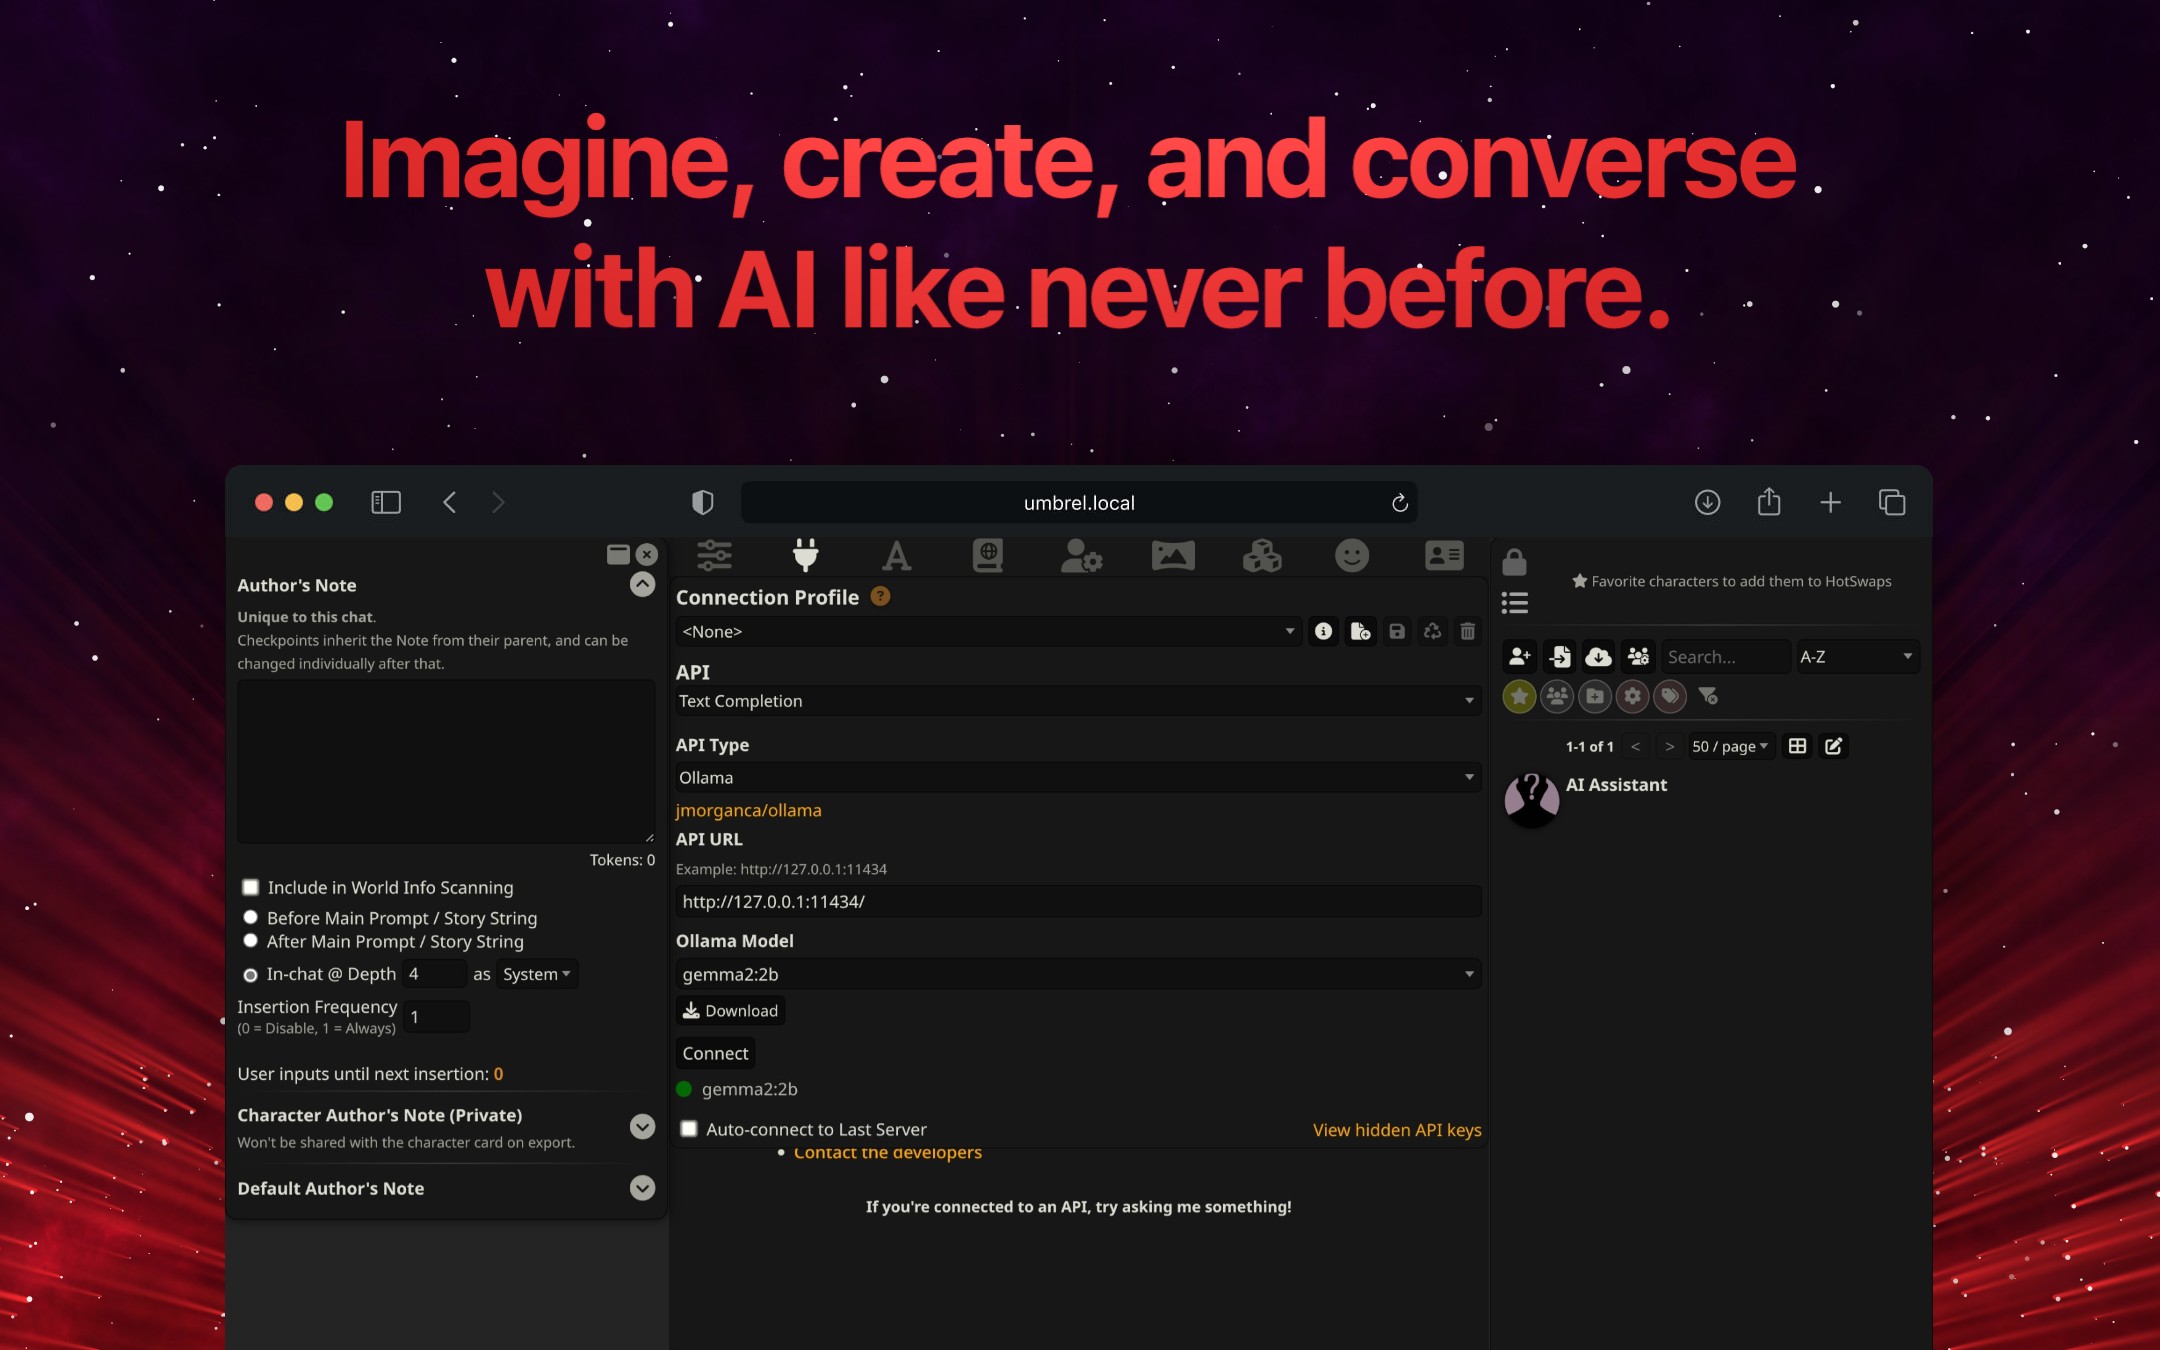 Imagine, create, and converse
with AI like never before.
umbrel.local
Author's Note
Unique to this chat.
Checkpoints inherit the Note from their parent, and can be
changed individually after that.
Tokens: 0
Include in World Info Scanning
Before Main Prompt / Story String
After Main Prompt / Story String
In-chat @ Depth 4 as System
Insertion Frequency
(0 = Disable, 1 = Always)
1
User inputs until next insertion: 0
Character Author's Note (Private)
Won't be shared with the character card on export.
Default Author's Note
Connection Profile ?
<None>
API
Text Completion
API Type
Ollama
jmorganca/ollama
API URL
Example: http://127.0.0.1:11434
http://127.0.0.1:11434/
Ollama Model
gemma2:2b
Download
Connect
gemma2:2b
Auto-connect to Last Server
View hidden API keys
Contact the developers
If you're connected to an API, try asking me something!
Favorite characters to add them to HotSwaps
Search...
A-Z
1-1 of 1 < > 50 / page
AI Assistant